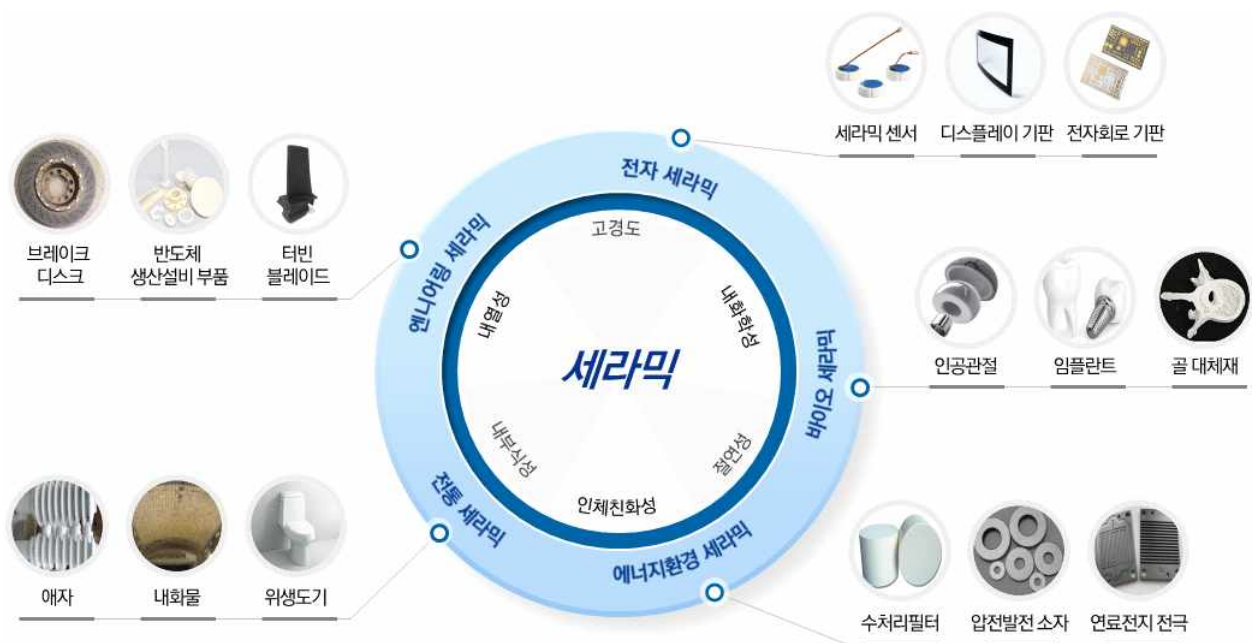 세라믹 센서
디스플레이 기판
전자회로 기판
브레이크
디스크
반도체
생산설비 부품
터빈
블레이드
전자 세라믹
엔니어링 세라믹
바이오 세라믹
전통 세라믹
에너지환경 세라믹
고경도
내열성
내화학성
세라믹
내부식성
절연성
인체친화성
인공관절
임플란트
골 대체재
애자
내화물
위생도기
수처리필터
압전발전 소자
연료전지 전극